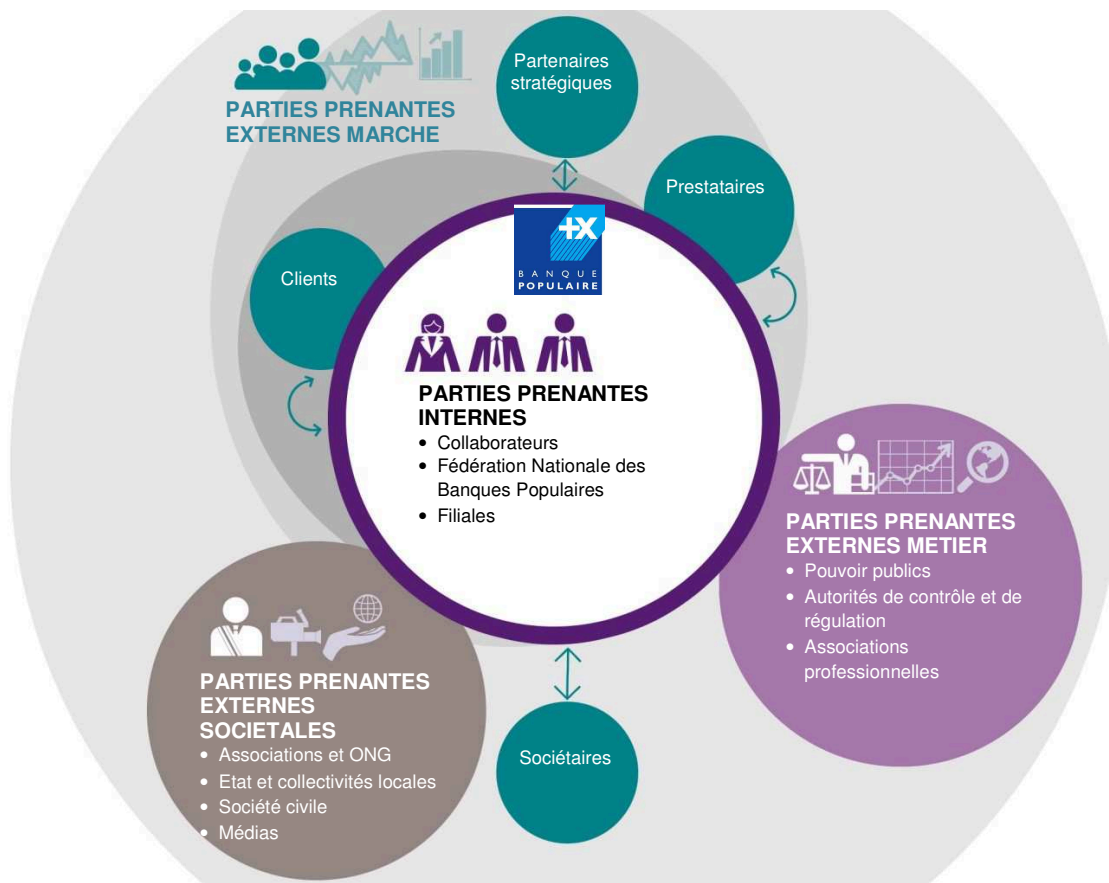 PARTIES PRENANTES
EXTERNES MARCHE
Partenaires
stratégiques
Prestataires
Clients
+X
BANQUE
POPULAIRE
PARTIES PRENANTES
INTERNES
• Collaborateurs
• Fédération Nationale des
Banques Populaires
• Filiales
PARTIES PRENANTES
EXTERNES METIER
• Pouvoir publics
• Autorités de contrôle et de
régulation
• Associations
professionnelles
PARTIES PRENANTES
EXTERNES
SOCIETALES
• Associations et ONG
• Etat et collectivités locales
• Société civile
• Médias
Sociétaires